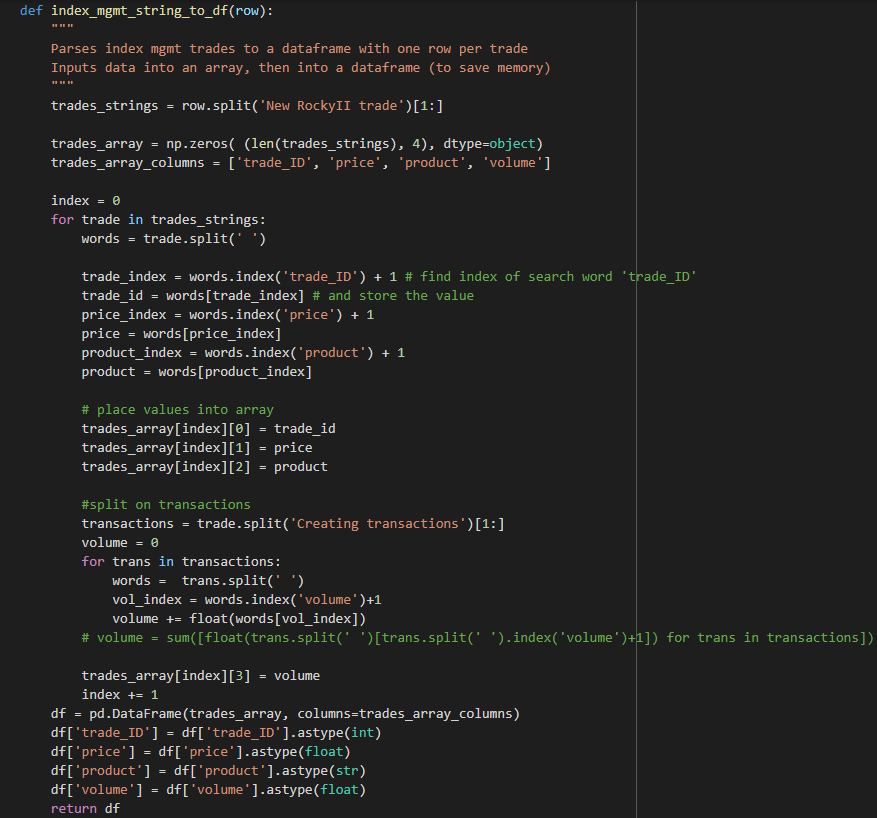 def index_mgmt_string_to_df(row):
    """
    Parses index mgmt trades to a dataframe with one row per trade
    Inputs data into an array, then into a dataframe (to save memory)
    """
    trades_strings = row.split('New RockyII trade')[1:]

    trades_array = np.zeros( (len(trades_strings), 4), dtype=object)
    trades_array_columns = ['trade_ID', 'price', 'product', 'volume']

    index = 0
    for trade in trades_strings:
        words = trade.split(' ')

        trade_index = words.index('trade_ID') + 1 # find index of search word 'trade_ID'
        trade_id = words[trade_index] # and store the value
        price_index = words.index('price') + 1
        price = words[price_index]
        product_index = words.index('product') + 1
        product = words[product_index]

        # place values into array
        trades_array[index][0] = trade_id
        trades_array[index][1] = price
        trades_array[index][2] = product

        #split on transactions
        transactions = trade.split('Creating transactions')[1:]
        volume = 0
        for trans in transactions:
            words =  trans.split(' ')
            vol_index = words.index('volume')+1
            volume += float(words[vol_index])
        # volume = sum([float(trans.split(' ')[trans.split(' ').index('volume')+1]) for trans in transactions])

        trades_array[index][3] = volume
        index += 1
    df = pd.DataFrame(trades_array, columns=trades_array_columns)
    df['trade_ID'] = df['trade_ID'].astype(int)
    df['price'] = df['price'].astype(float)
    df['product'] = df['product'].astype(str)
    df['volume'] = df['volume'].astype(float)
    return df